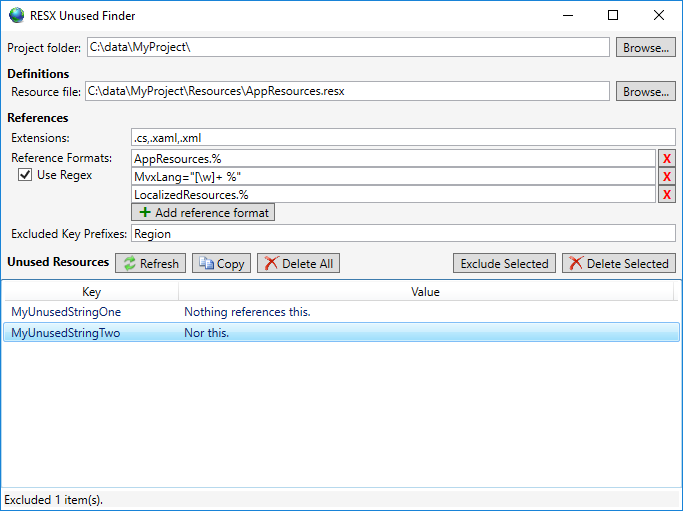 RESX Unused Finder
Project folder: C:\data\MyProject\ Browse...
Definitions
Resource file: C:\data\MyProject\Resources\AppResources.resx Browse...
References
Extensions: .cs,.xaml,.xml
Reference Formats: AppResources.% X
Use Regex MvxLang="[\w]+ %" X
LocalizedResources.% X
Add reference format
Excluded Key Prefixes: Region
Unused Resources Refresh Copy Delete All Exclude Selected Delete Selected
Key Value
MyUnusedStringOne Nothing references this.
MyUnusedStringTwo Nor this.
Excluded 1 item(s).